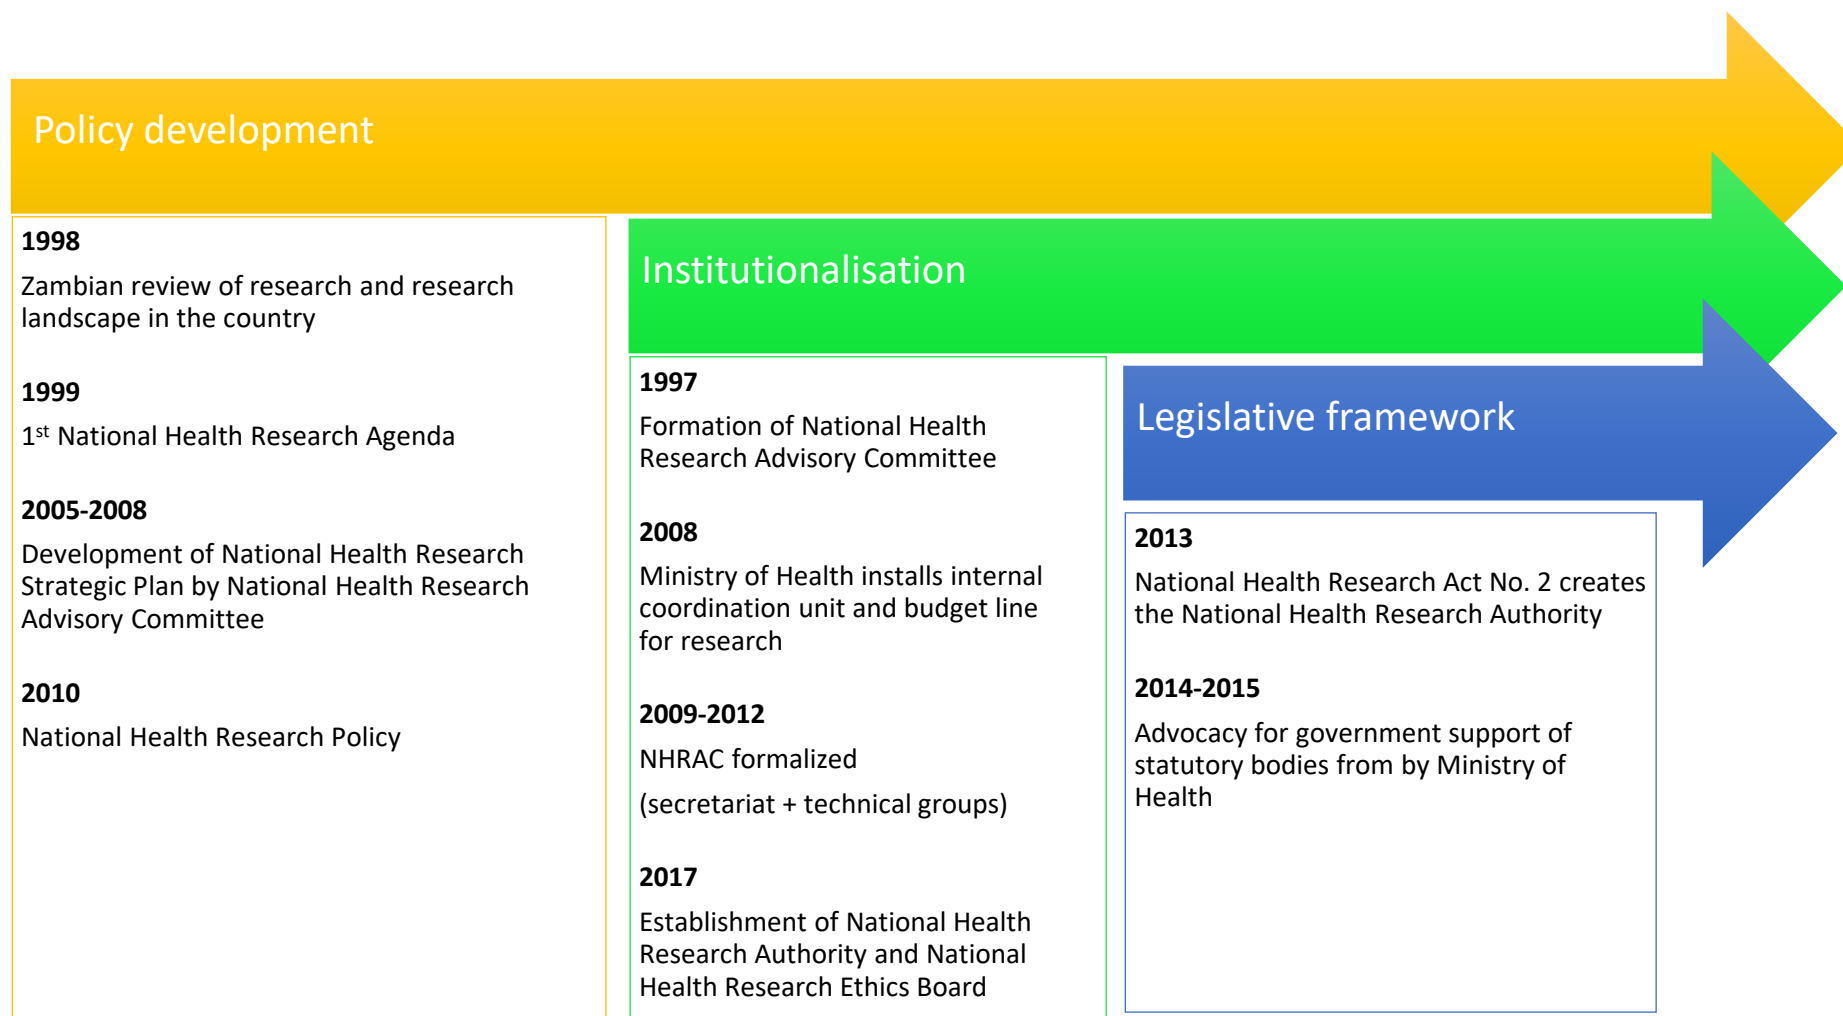 Policy development
1998
Zambian review of research and research
landscape in the country
1999
1st National Health Research Agenda
2005-2008
Development of National Health Research
Strategic Plan by National Health Research
Advisory Committee
2010
National Health Research Policy
Institutionalisation
1997
Formation of National Health
Research Advisory Committee
2008
Ministry of Health installs internal
coordination unit and budget line
for research
2009-2012
NHRAC formalized
(secretariat + technical groups)
2017
Establishment of National Health
Research Authority and National
Health Research Ethics Board
Legislative framework
2013
National Health Research Act No. 2 creates
the National Health Research Authority
2014-2015
Advocacy for government support of
statutory bodies from by Ministry of
Health